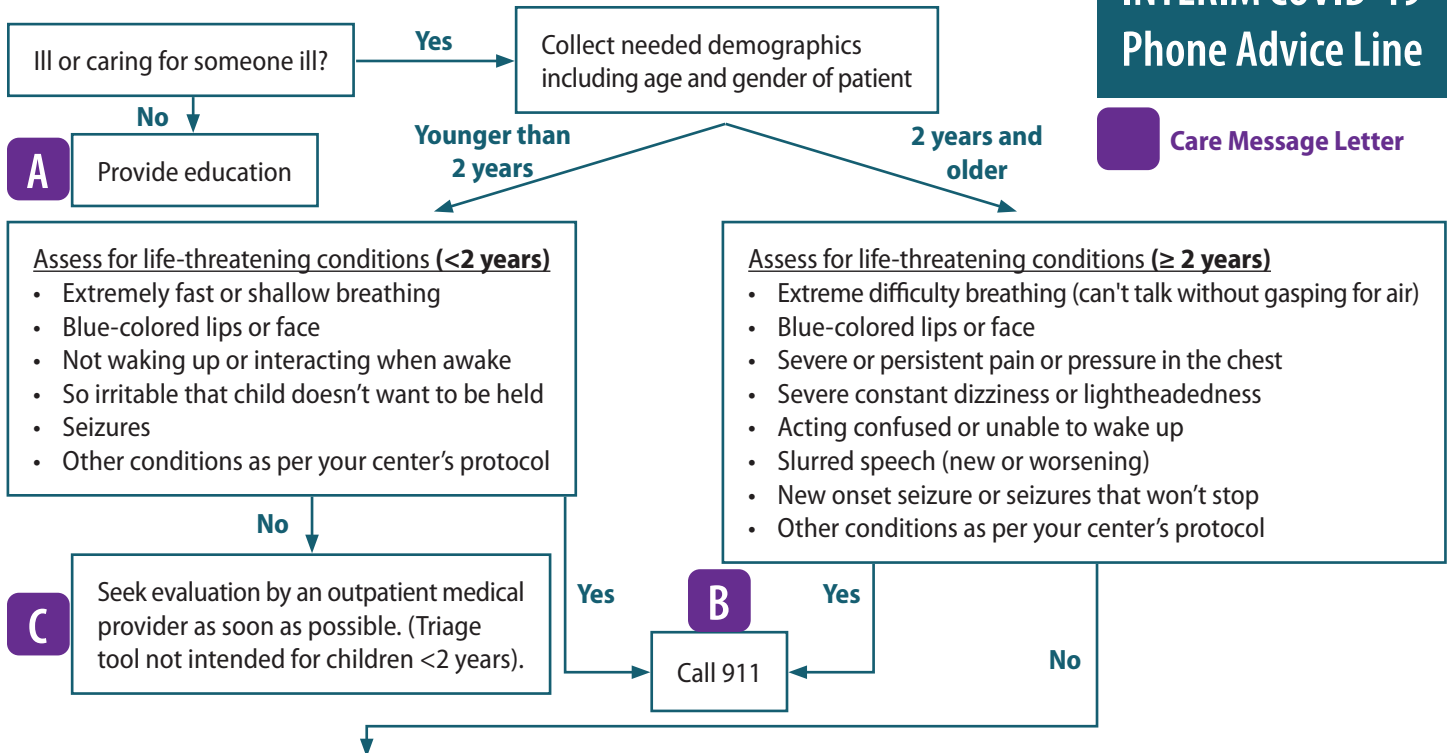 INTERIM COVID-19
Phone Advice Line
Care Message Letter
Ill or caring for someone ill?
Yes
Collect needed demographics
including age and gender of patient
No
A
Provide education
Younger than
2 years
2 years and
older
Assess for life-threatening conditions (<2 years)
• Extremely fast or shallow breathing
• Blue-colored lips or face
• Not waking up or interacting when awake
• So irritable that child doesn’t want to be held
• Seizures
• Other conditions as per your center’s protocol
Assess for life-threatening conditions (≥ 2 years)
• Extreme difficulty breathing (can't talk without gasping for air)
• Blue-colored lips or face
• Severe or persistent pain or pressure in the chest
• Severe constant dizziness or lightheadedness
• Acting confused or unable to wake up
• Slurred speech (new or worsening)
• New onset seizure or seizures that won’t stop
• Other conditions as per your center’s protocol
No
C
Seek evaluation by an outpatient medical
provider as soon as possible. (Triage
tool not intended for children <2 years).
Yes
B
Call 911
Yes
No